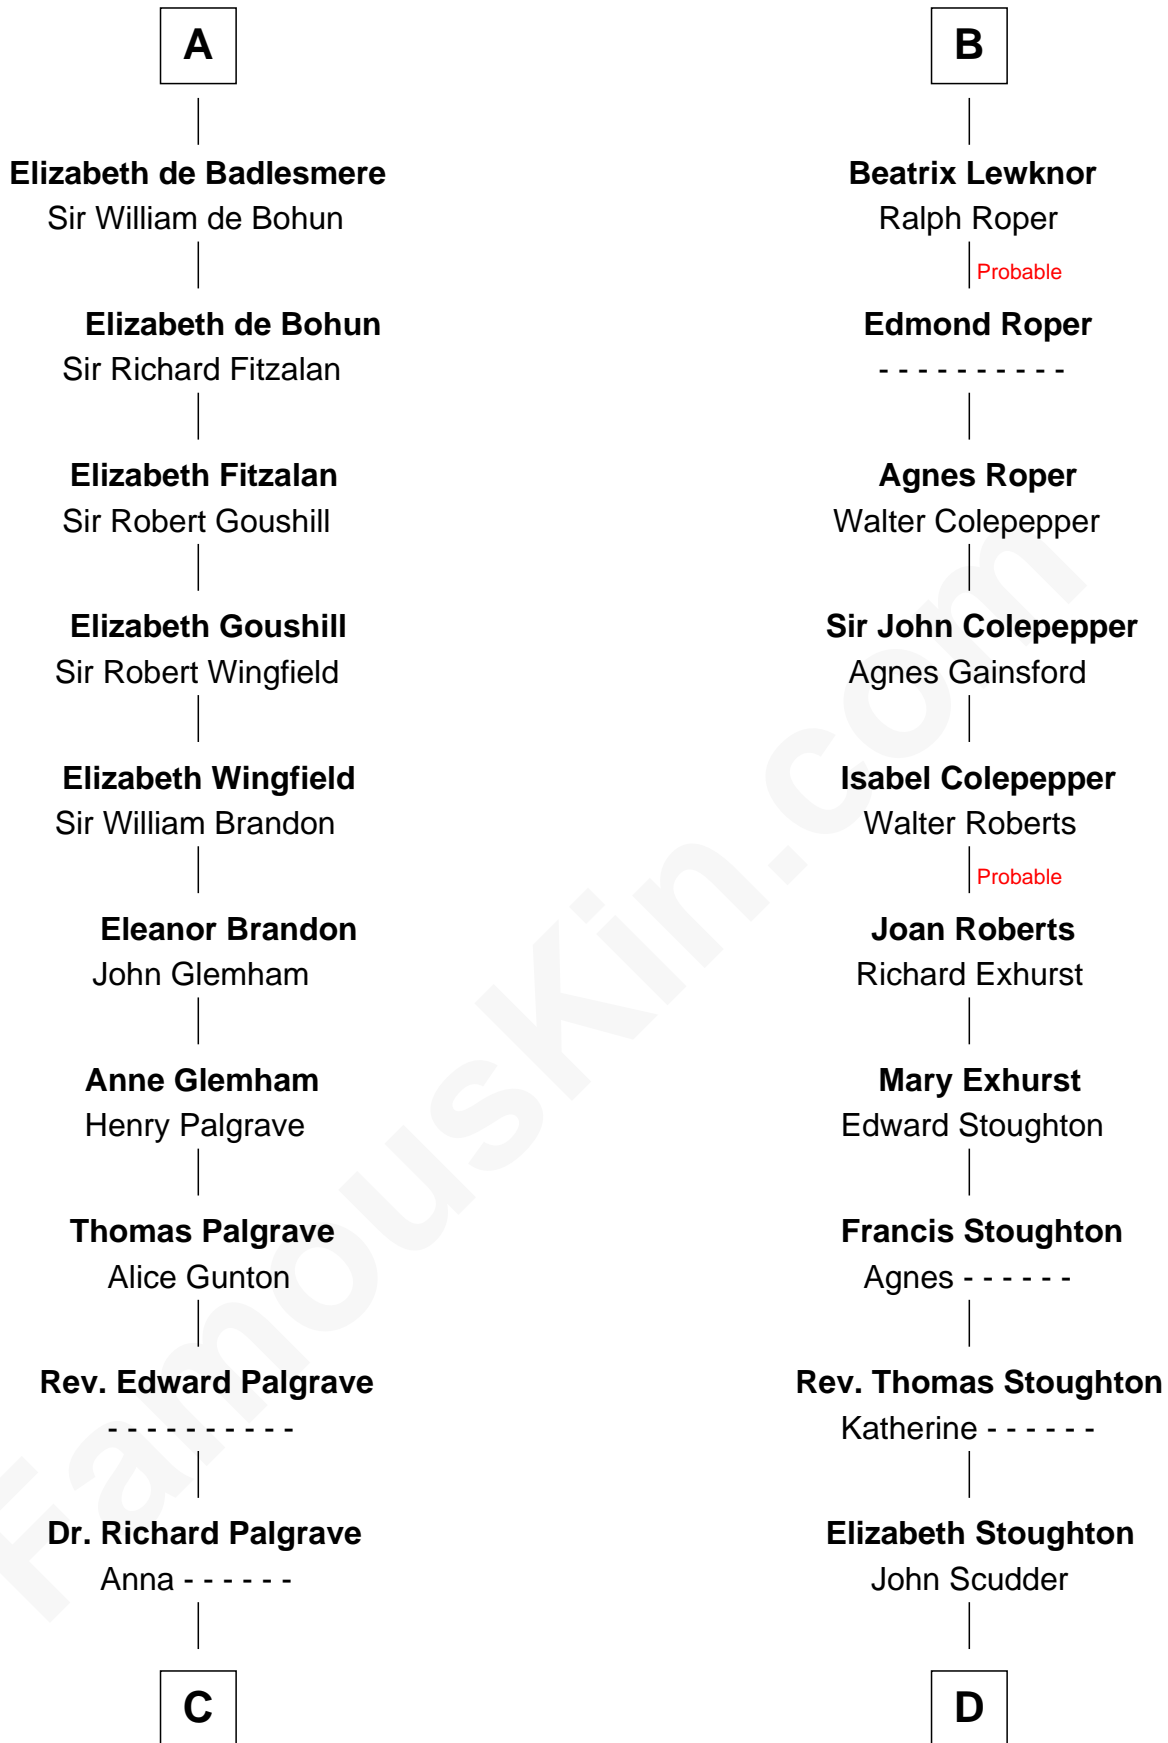 A
Elizabeth de Badlesmere
Sir William de Bohun
Elizabeth de Bohun
Sir Richard Fitzalan
Elizabeth Fitzalan
Sir Robert Goushill
Elizabeth Goushill
Sir Robert Wingfield
Elizabeth Wingfield
Sir William Brandon
Eleanor Brandon
John Glemham
Anne Glemham
Henry Palgrave
Thomas Palgrave
Alice Gunton
Rev. Edward Palgrave
- - - - - - - - - -
Dr. Richard Palgrave
Anna - - - - - -
C
B
Beatrix Lewknor
Ralph Roper
Probable
Edmond Roper
- - - - - - - - - -
Agnes Roper
Walter Colepepper
Sir John Colepepper
Agnes Gainsford
Isabel Colepepper
Walter Roberts
Probable
Joan Roberts
Richard Exhurst
Mary Exhurst
Edward Stoughton
Francis Stoughton
Agnes - - - - - -
Rev. Thomas Stoughton
Katherine - - - - - -
Elizabeth Stoughton
John Scudder
D
FamousKin.com